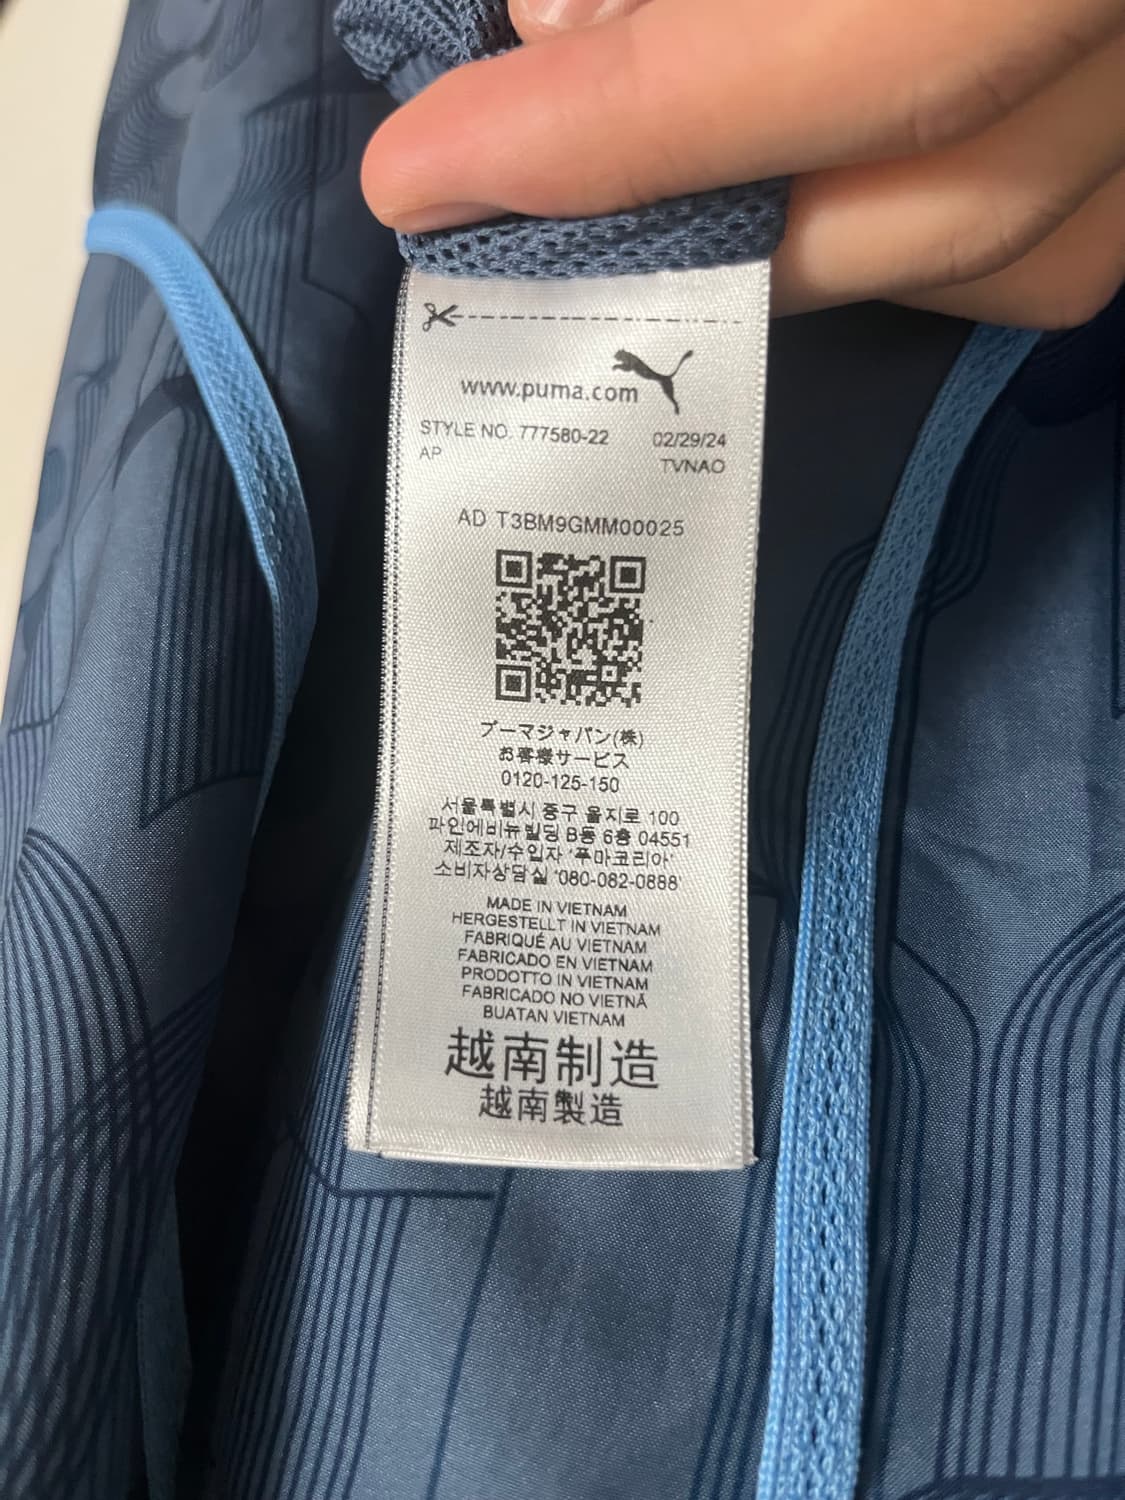 www.puma.com
STYLE NO. 777580-22 02/29/24
AP TVNAO
AD T3BM9GMM00025
プーマジャパン(株)
お客様サービス
0120-125-150
서울특별시 중구 을지로 100
파인에비뉴빌딩 B동 6층 04551
제조자/수입자 '푸마코리아'
소비자상담실 '080-082-0888'
MADE IN VIETNAM
HERGESTELLT IN VIETNAM
FABRIQUÉ AU VIETNAM
FABRICADO EN VIETNAM
PRODOTTO IN VIETNAM
FABRICADO NO VIETNÃ
BUATAN VIETNAM
越南制造
越南製造